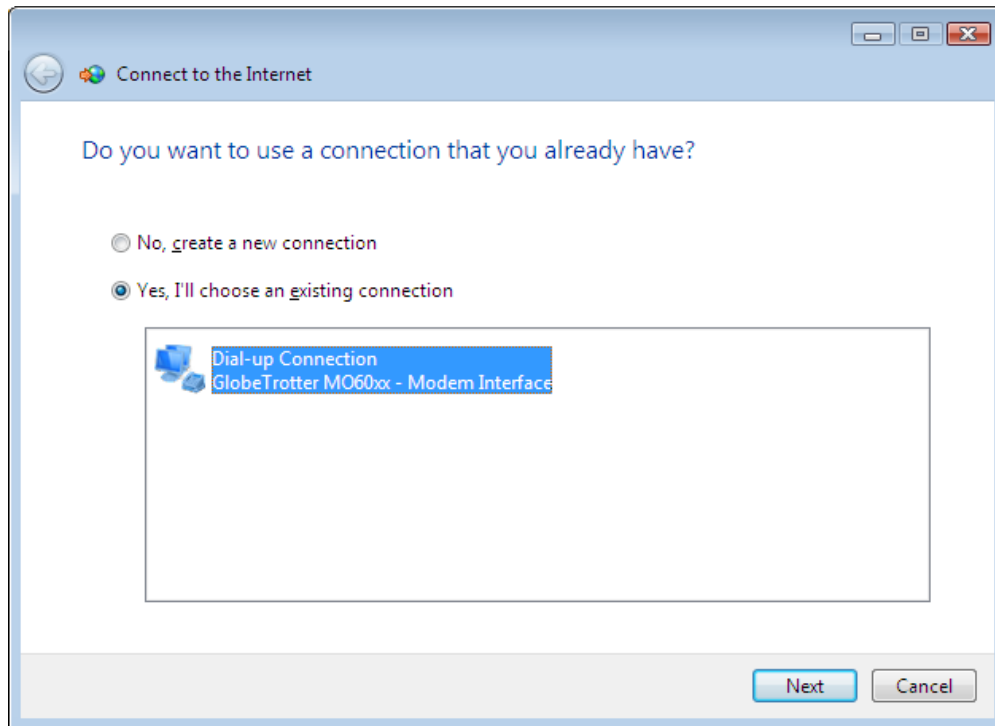 Connect to the Internet
Do you want to use a connection that you already have?
No, create a new connection
Yes, I'll choose an existing connection
Dial-up Connection
GlobeTrotter MO60xx - Modem Interface
Next Cancel